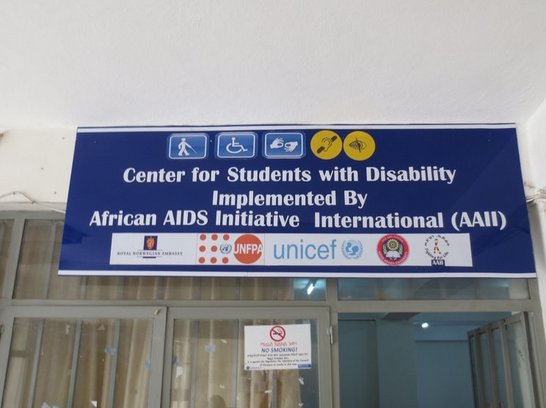 Center for Students with Disability
Implemented By
African AIDS Initiative International (AAII)
ROYAL NORWEGIAN EMBASSY
UNFPA
unicef
AAII
NO SMOKING!